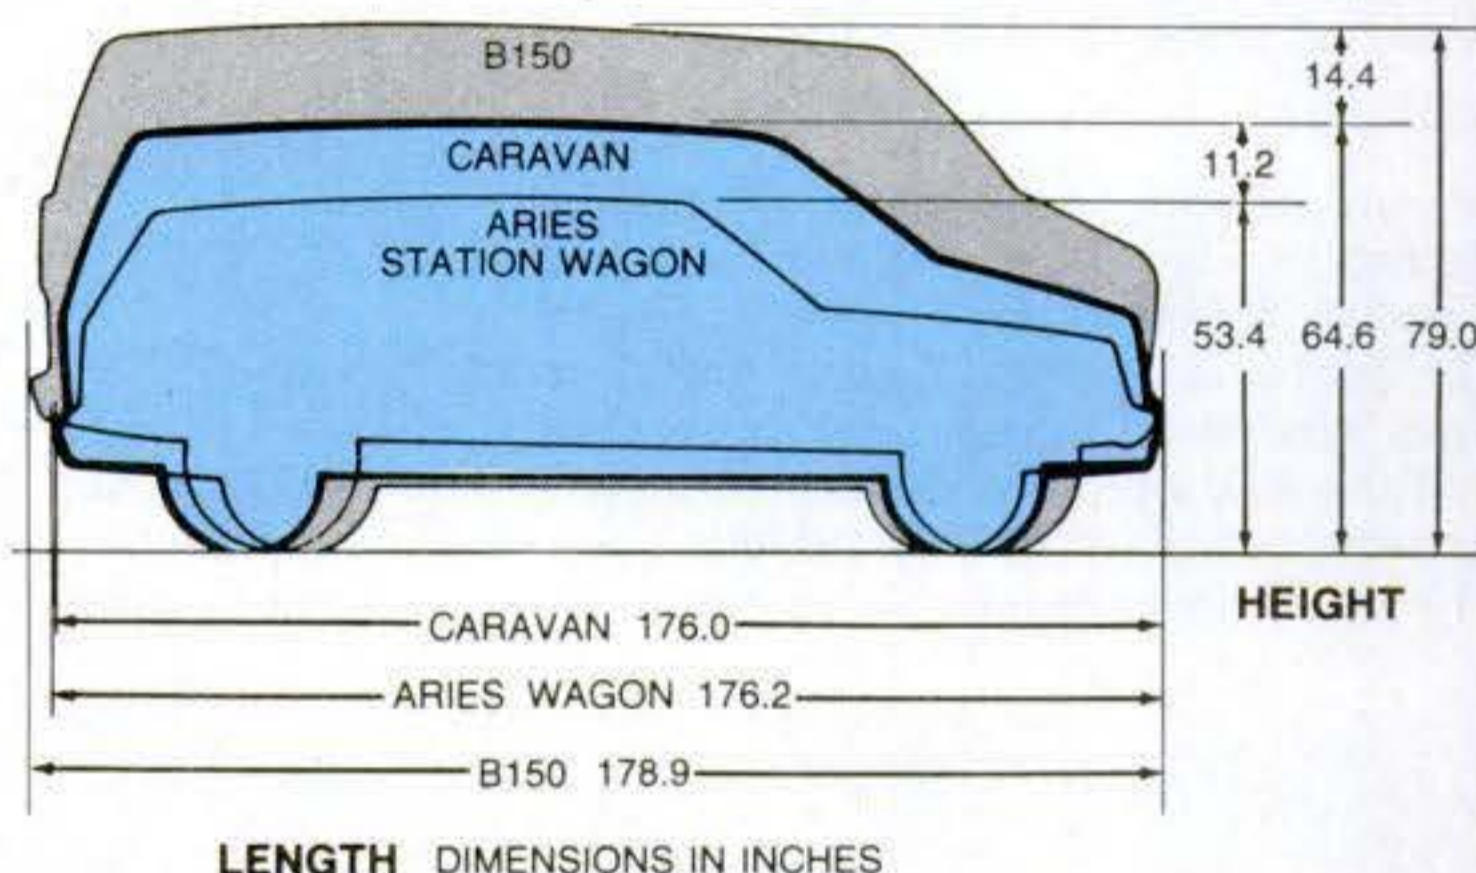 B150
14.4
CARAVAN
11.2
ARIES
STATION WAGON
53.4 64.6 79.0
HEIGHT
CARAVAN 176.0
ARIES WAGON 176.2
B150 178.9
LENGTH DIMENSIONS IN INCHES